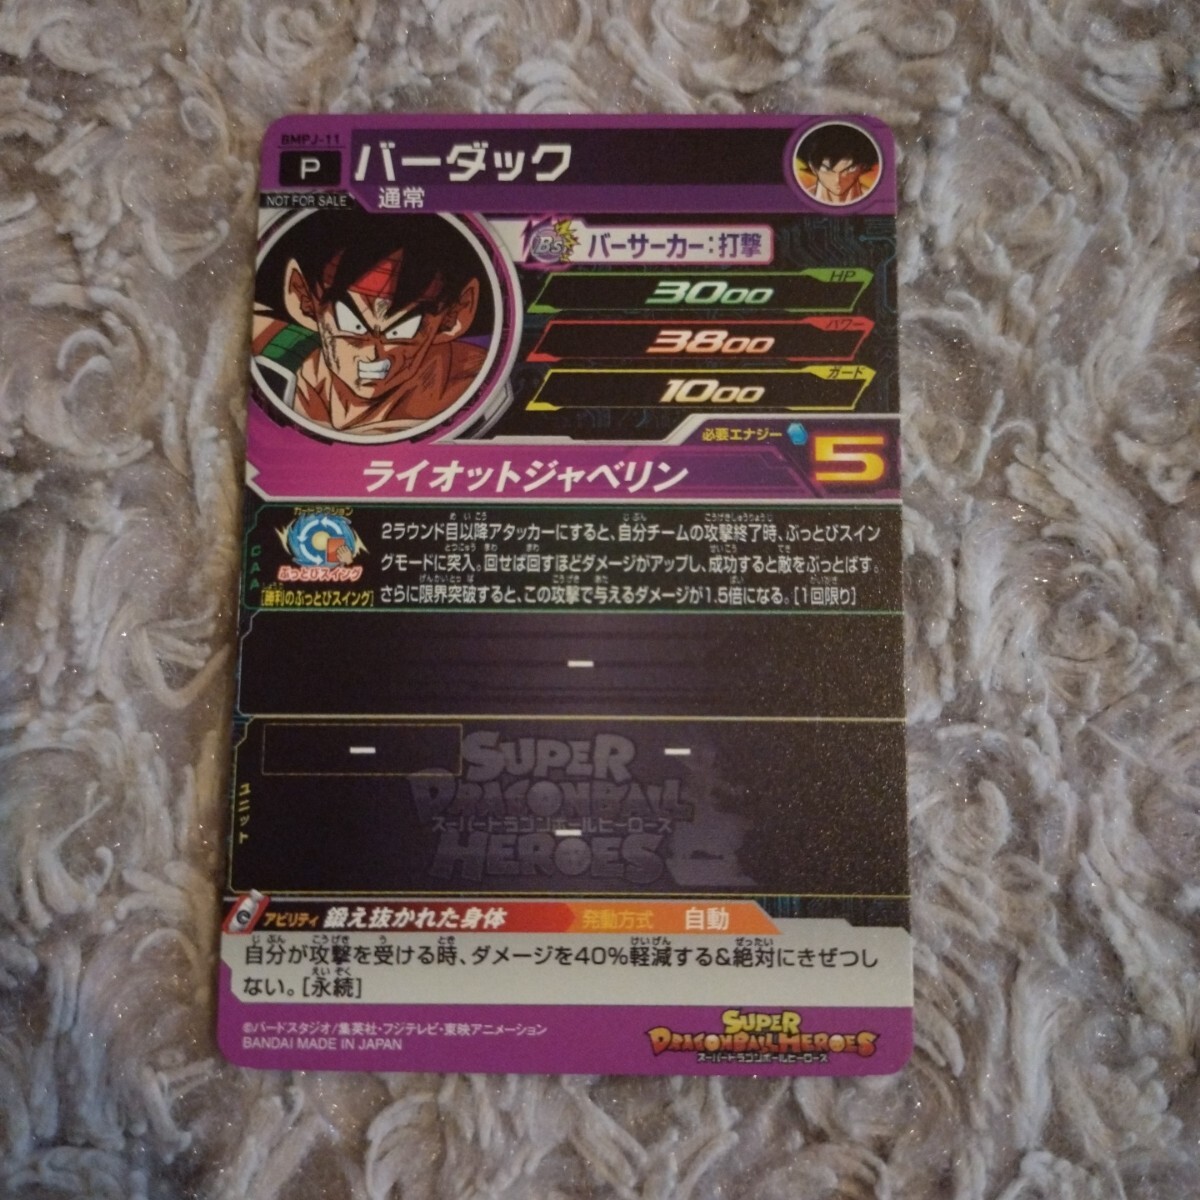 BMPJ-11
P
バーダック
NOT FOR SALE
通常
BS
バーサーカー:打撃
HP
3000
パワー
3800
ガード
1000
必要エナジー
5
ライオットジャベリン
カードアクション
ぶっとびスイング
CAA
[勝利のぶっとびスイング]
2ラウンド目以降アタッカーにすると、自分チームの攻撃終了時、ぶっとびスイン
グモードに突入。回せば回すほどダメージがアップし、成功すると敵をぶっとばす。
さらに限界突破すると、この攻撃で与えるダメージが1.5倍になる。[1回限り]
-
ユニット
- -
-
SUPER
DRAGONBALL
スーパードラゴンボールヒーローズ
HEROES
アビリティ 鍛え抜かれた身体 発動方式 自動
自分が攻撃を受ける時、ダメージを40%軽減する&絶対にきぜつし
ない。[永続]
©バードスタジオ/集英社・フジテレビ・東映アニメーション
BANDAI MADE IN JAPAN
SUPER
DRAGONBALL HEROES
スーパードラゴンボールヒーローズ